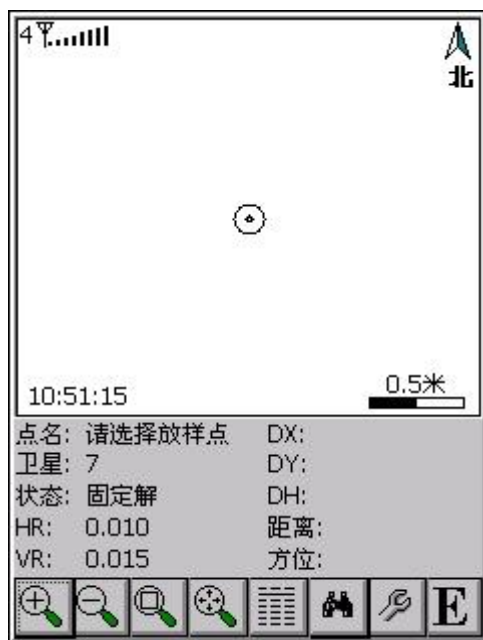 4
北
10:51:15 0.5米
点名: 请选择放样点 DX:
卫星: 7 DY:
状态: 固定解 DH:
HR: 0.010 距离:
VR: 0.015 方位:
E